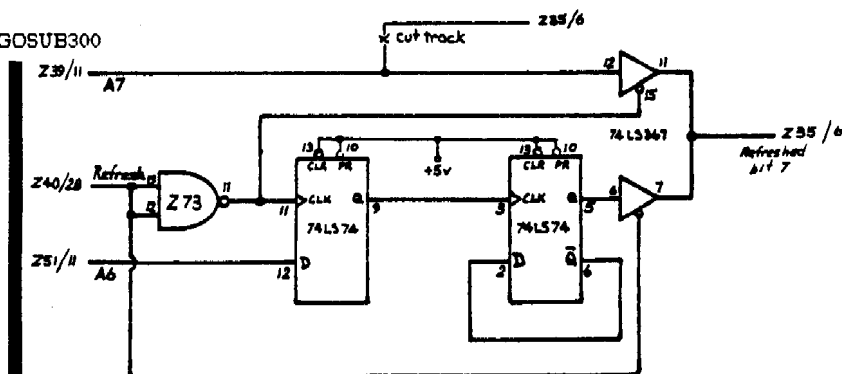 GOSUB300
Z35/6
x cut track
Z39/11
A7
12
11
15
74LS367
Z35/6
Refreshed
bit 7
13
10
CLR
PR
+5v
13
10
CLR
PR
Z40/28
Refresh
13
12
Z73
11
11
CLK
Q
9
74LS74
3
CLK
Q
5
74LS74
6
7
Z51/11
A6
12
D
2
D
Q̅
6